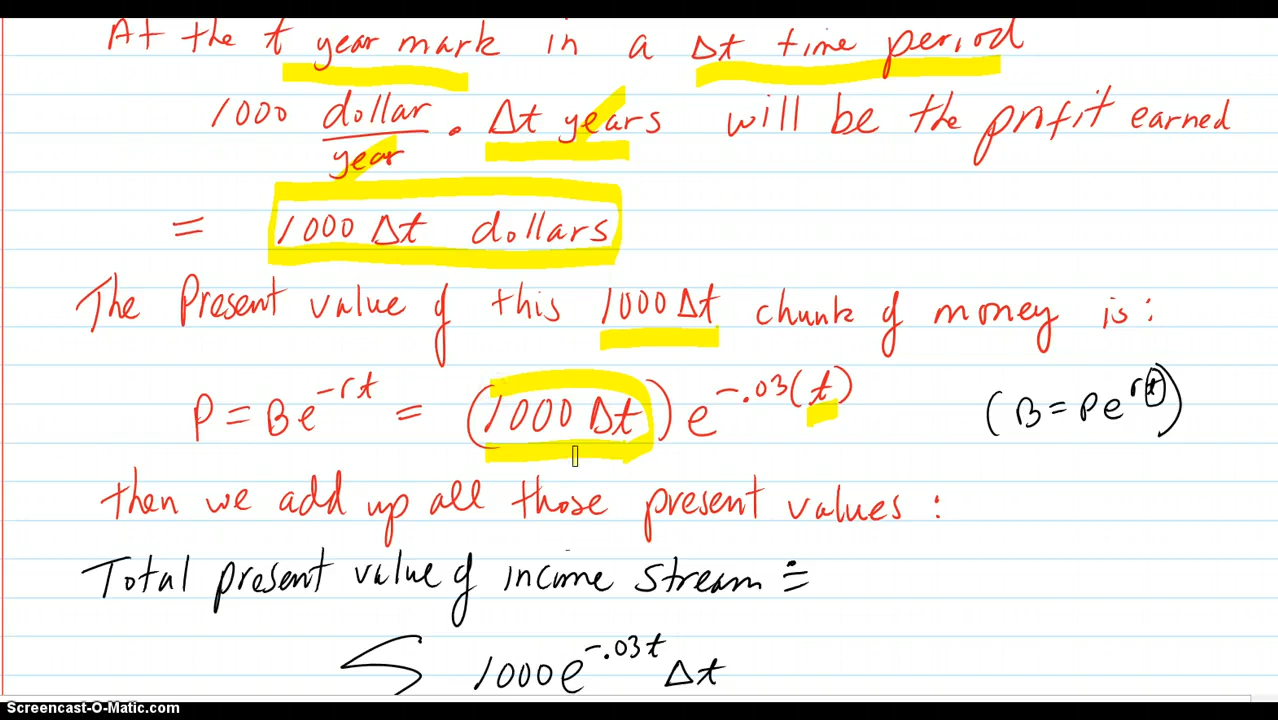 At the t year mark in a Δt time period
1000 dollar/year · Δt years will be the profit earned
= 1000 Δt dollars
The Present value of this 1000 Δt chunk of money is:
P = Be^{-rt} = (1000 Δt) e^{-.03(t)} (B = Pe^{rt})
then we add up all those present values:
Total present value of income stream ≐
Σ 1000e^{-.03t} Δt
Screencast-O-Matic.com